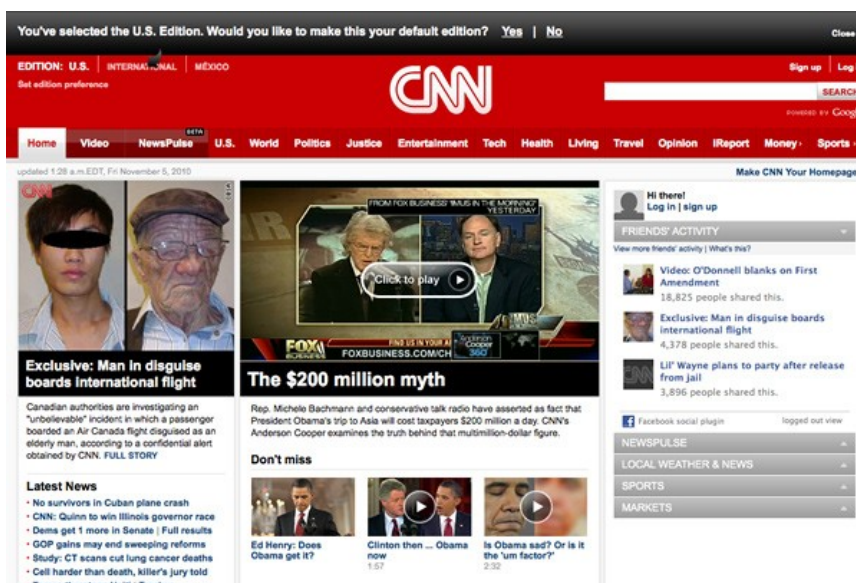 You've selected the U.S. Edition. Would you like to make this your default edition? Yes | No
Close
EDITION: U.S. INTERNATIONAL MÉXICO
Set edition preference
CNN
Sign up Log
SEARCH
POWERED BY Goog
Home Video NewsPulse BETA U.S. World Politics Justice Entertainment Tech Health Living Travel Opinion iReport Money Sports
updated 1:28 a.m.EDT, Fri November 5, 2010
Make CNN Your Homepage
CNN
Exclusive: Man in disguise
boards international flight
Canadian authorities are investigating an
"unbelievable" incident in which a passenger
boarded an Air Canada flight disguised as an
elderly man, according to a confidential alert
obtained by CNN. FULL STORY
Latest News
• No survivors in Cuban plane crash
• CNN: Quinn to win Illinois governor race
• Dems get 1 more in Senate | Full results
• GOP gains may end sweeping reforms
• Study: CT scans cut lung cancer deaths
• Cell harder than death, killer's jury told
FROM FOX BUSINESS' "IMUS IN THE MORNING"
YESTERDAY
Click to play
IMUS
FOX
BUSINESS
FIND US IN YOUR A
FOXBUSINESS.COM/CH
Anderson
Cooper
360°
The $200 million myth
Rep. Michele Bachmann and conservative talk radio have asserted as fact that
President Obama's trip to Asia will cost taxpayers $200 million a day. CNN's
Anderson Cooper examines the truth behind that multimillion-dollar figure.
Don't miss
Ed Henry: Does
Obama get it?
Clinton then ... Obama
now
1:57
Is Obama sad? Or is it
the 'um factor?'
2:32
Hi there!
Log in | sign up
FRIENDS' ACTIVITY
View more friends' activity | What's this?
Video: O'Donnell blanks on First
Amendment
18,825 people shared this.
Exclusive: Man in disguise boards
international flight
4,378 people shared this.
Lil' Wayne plans to party after release
from jail
3,896 people shared this.
Facebook social plugin logged out view
NEWSPULSE
LOCAL WEATHER & NEWS
SPORTS
MARKETS